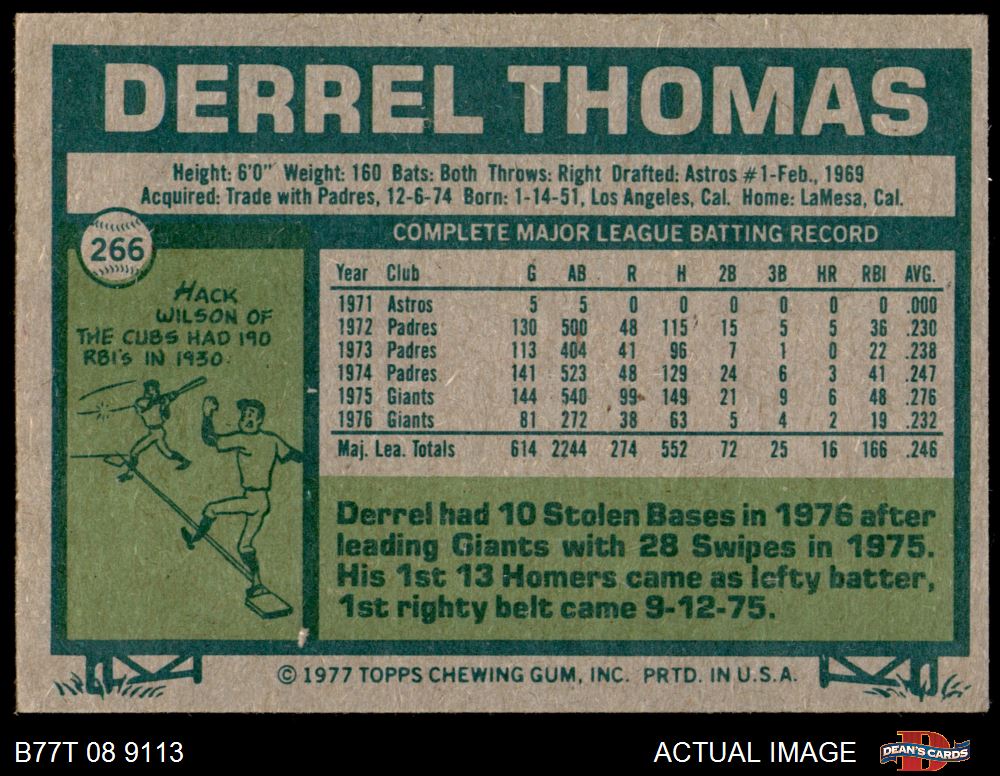 DERREL THOMAS
Height: 6'0" Weight: 160 Bats: Both Throws: Right Drafted: Astros #1-Feb., 1969
Acquired: Trade with Padres, 12-6-74 Born: 1-14-51, Los Angeles, Cal. Home: LaMesa, Cal.
266
HACK
WILSON OF
THE CUBS HAD 190
RBI'S IN 1930.
COMPLETE MAJOR LEAGUE BATTING RECORD
Year Club G AB R H 2B 3B HR RBI AVG.
1971 Astros 5 5 0 0 0 0 0 0 .000
1972 Padres 130 500 48 115 15 5 5 36 .230
1973 Padres 113 404 41 96 7 1 0 22 .238
1974 Padres 141 523 48 129 24 6 3 41 .247
1975 Giants 144 540 99 149 21 9 6 48 .276
1976 Giants 81 272 38 63 5 4 2 19 .232
Maj. Lea. Totals 614 2244 274 552 72 25 16 166 .246
Derrel had 10 Stolen Bases in 1976 after
leading Giants with 28 Swipes in 1975.
His 1st 13 Homers came as lefty batter,
1st righty belt came 9-12-75.
© 1977 TOPPS CHEWING GUM, INC. PRTD. IN U.S.A.
B77T 08 9113
ACTUAL IMAGE
DEAN'S CARDS